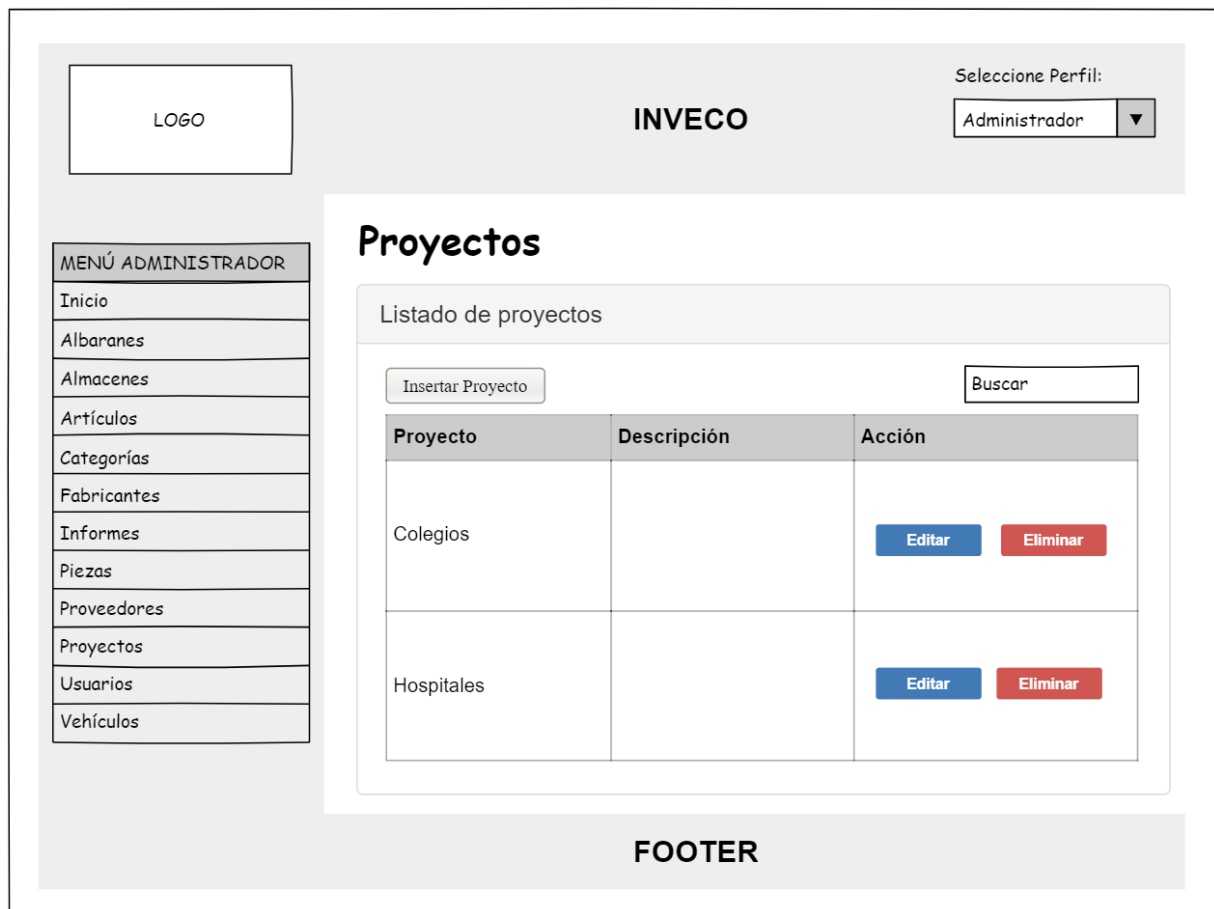 LOGO
INVECO
Seleccione Perfil:
Administrador
MENÚ ADMINISTRADOR
Inicio
Albaranes
Almacenes
Artículos
Categorías
Fabricantes
Informes
Piezas
Proveedores
Proyectos
Usuarios
Vehículos
Proyectos
Listado de proyectos
Insertar Proyecto
Buscar
Proyecto Descripción Acción
Colegios Editar Eliminar
Hospitales Editar Eliminar
FOOTER